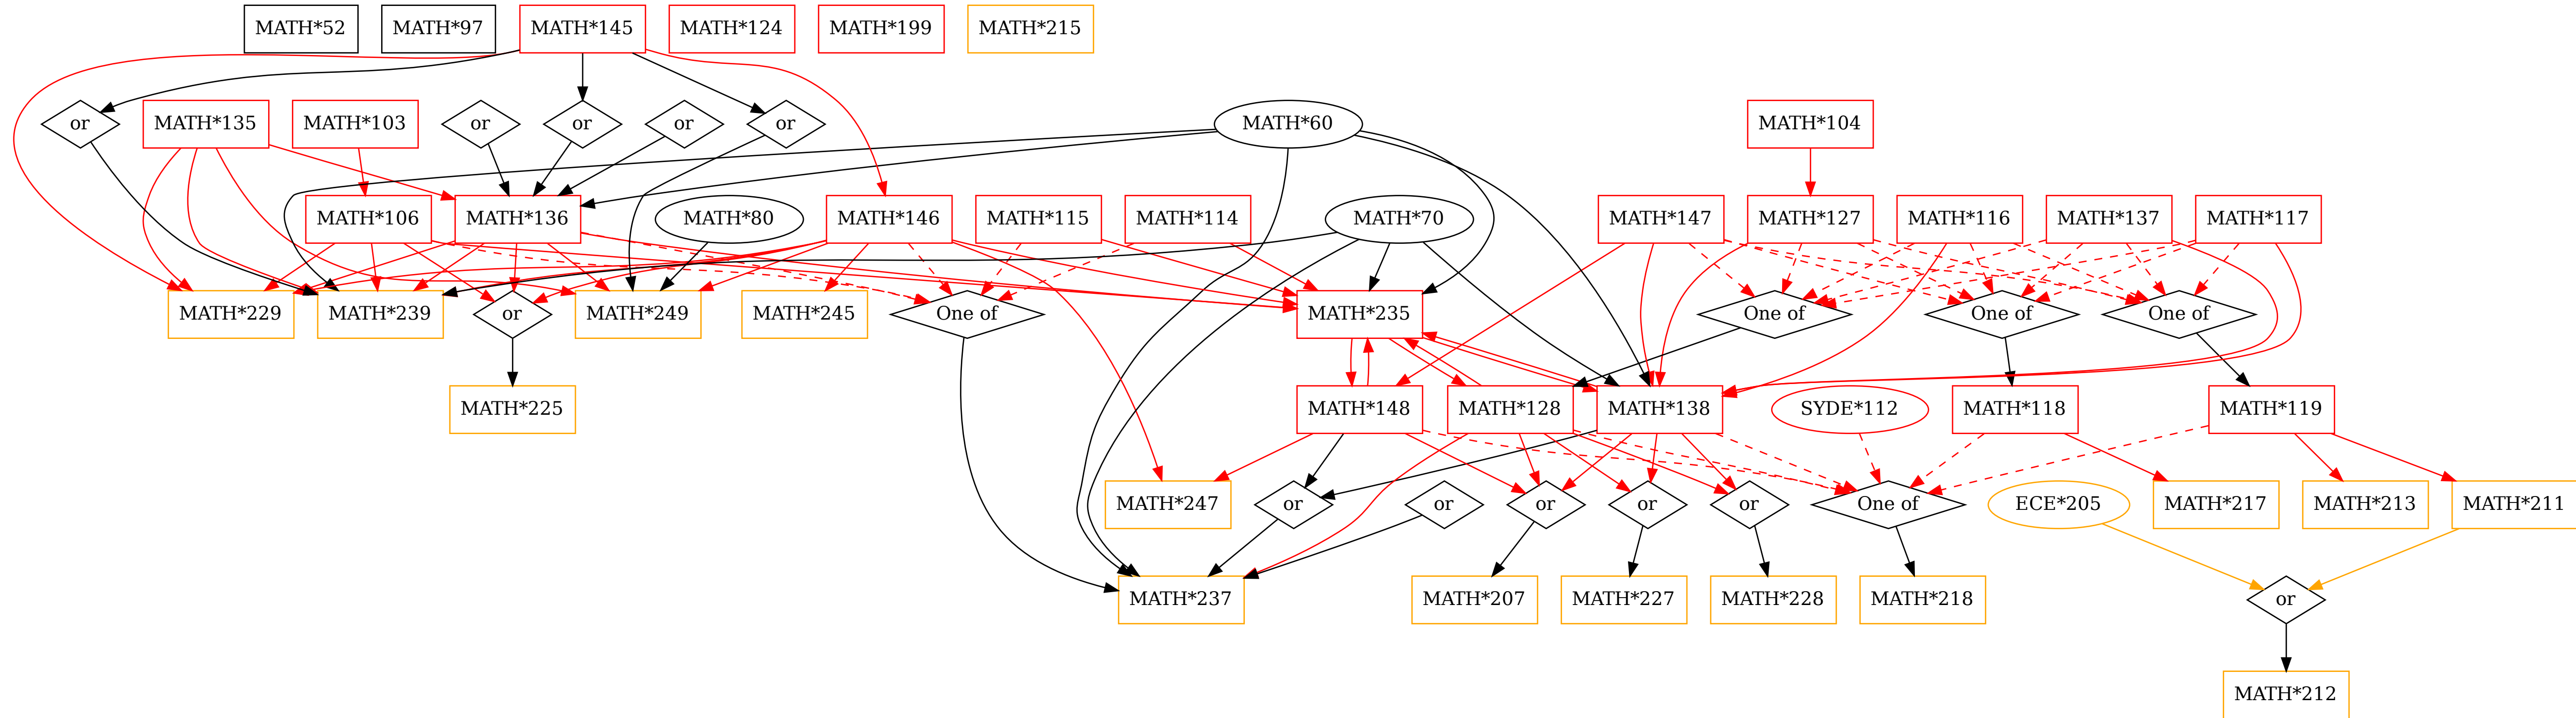 MATH*52
MATH*97
MATH*145
MATH*124
MATH*199
MATH*215
or
MATH*135
MATH*103
or
or
or
or
MATH*60
MATH*104
MATH*106
MATH*136
MATH*80
MATH*146
MATH*115
MATH*114
MATH*70
MATH*147
MATH*127
MATH*116
MATH*137
MATH*117
MATH*229
MATH*239
or
MATH*249
MATH*245
One of
MATH*235
One of
One of
One of
MATH*225
MATH*148
MATH*128
MATH*138
SYDE*112
MATH*118
MATH*119
MATH*247
or
or
or
or
or
One of
ECE*205
MATH*217
MATH*213
MATH*211
MATH*237
MATH*207
MATH*227
MATH*228
MATH*218
or
MATH*212